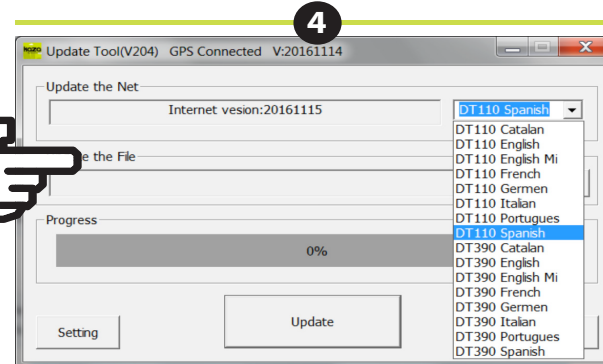 4
NOZO Update Tool(V204) GPS Connected V:20161114
Update the Net
Internet vesion:20161115
DT110 Spanish
DT110 Catalan
DT110 English
DT110 English Mi
DT110 French
DT110 Germen
DT110 Italian
DT110 Portugues
DT110 Spanish
DT390 Catalan
DT390 English
DT390 English Mi
DT390 French
DT390 Germen
DT390 Italian
DT390 Portugues
DT390 Spanish
the File
Progress
0%
Setting
Update